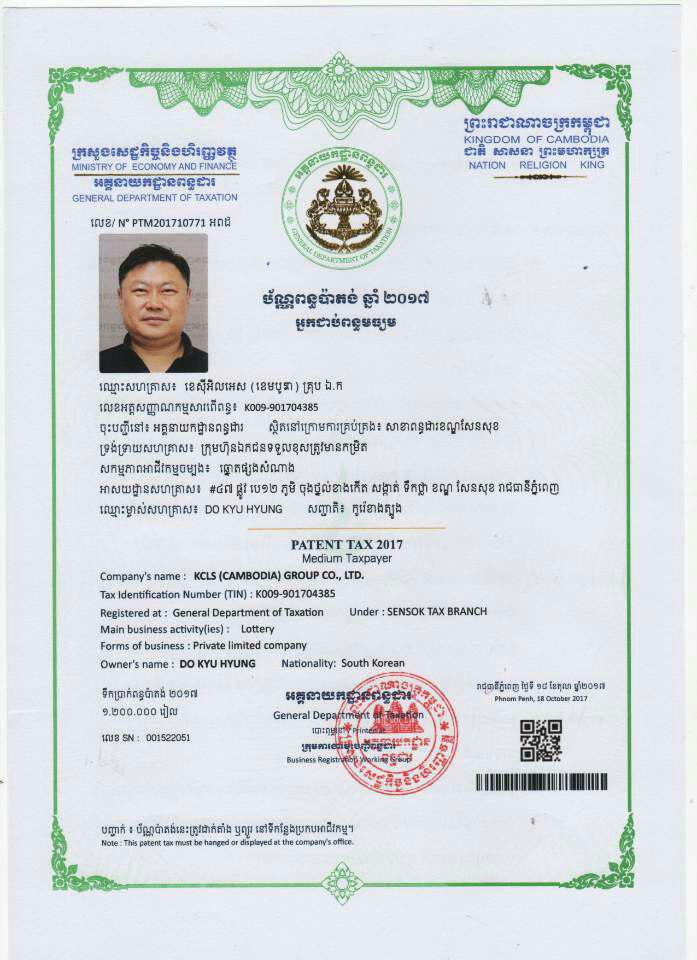 ក្រសួងសេដ្ឋកិច្ចនិងហិរញ្ញវត្ថុ
MINISTRY OF ECONOMY AND FINANCE
អគ្គនាយកដ្ឋានពន្ធដារ
GENERAL DEPARTMENT OF TAXATION
លេខ/ N° PTM201710771 អពដ
ព្រះរាជាណាចក្រកម្ពុជា
KINGDOM OF CAMBODIA
ជាតិ សាសនា ព្រះមហាក្សត្រ
NATION RELIGION KING
អគ្គនាយកដ្ឋានពន្ធដារ
GENERAL DEPARTMENT OF TAXATION
ប័ណ្ណពន្ធប៉ាតង់ ឆ្នាំ ២០១៧
អ្នកជាប់ពន្ធមធ្យម
ឈ្មោះសហគ្រាស៖ ខេស៊ីអិលអេស (ខេមបូឌា) គ្រុប ឯ.ក
លេខអត្តសញ្ញាណកម្មសារពើពន្ធ៖ K009-901704385
ចុះបញ្ជីនៅ៖ អគ្គនាយកដ្ឋានពន្ធដារ ស្ថិតនៅក្រោមការគ្រប់គ្រង៖ សាខាពន្ធដារខណ្ឌសែនសុខ
ទ្រង់ទ្រាយសហគ្រាស៖ ក្រុមហ៊ុនឯកជនទទួលខុសត្រូវមានកម្រិត
សកម្មភាពអាជីវកម្មចម្បង៖ ឆ្នោតផ្សងសំណាង
អាសយដ្ឋានសហគ្រាស៖ #៤៧ ផ្លូវ បេ១២ ភូមិ ចុងថ្នល់ខាងកើត សង្កាត់ ទឹកថ្លា ខណ្ឌ សែនសុខ រាជធានីភ្នំពេញ
ឈ្មោះម្ចាស់សហគ្រាស៖ DO KYU HYUNG សញ្ជាតិ៖ កូរ៉េខាងត្បូង
PATENT TAX 2017
Medium Taxpayer
Company's name : KCLS (CAMBODIA) GROUP CO., LTD.
Tax Identification Number (TIN) : K009-901704385
Registered at : General Department of Taxation Under : SENSOK TAX BRANCH
Main business activity(ies) : Lottery
Forms of business : Private limited company
Owner's name : DO KYU HYUNG Nationality: South Korean
ទឹកប្រាក់ពន្ធប៉ាតង់ ២០១៧
១.២០០.០០០ រៀល
លេខ SN : 001522051
អគ្គនាយកដ្ឋានពន្ធដារ
General Department of Taxation
បោះពុម្ពនៅ / Printed at
Business Registration Working Group
រាជធានីភ្នំពេញ ថ្ងៃទី ១៨ ខែតុលា ឆ្នាំ២០១៧
Phnom Penh, 18 October 2017
បញ្ជាក់ ៖ ប័ណ្ណប៉ាតង់នេះត្រូវដាក់តាំង ឬព្យួរ នៅទីកន្លែងប្រកបអាជីវកម្ម។
Note : This patent tax must be hanged or displayed at the company's office.